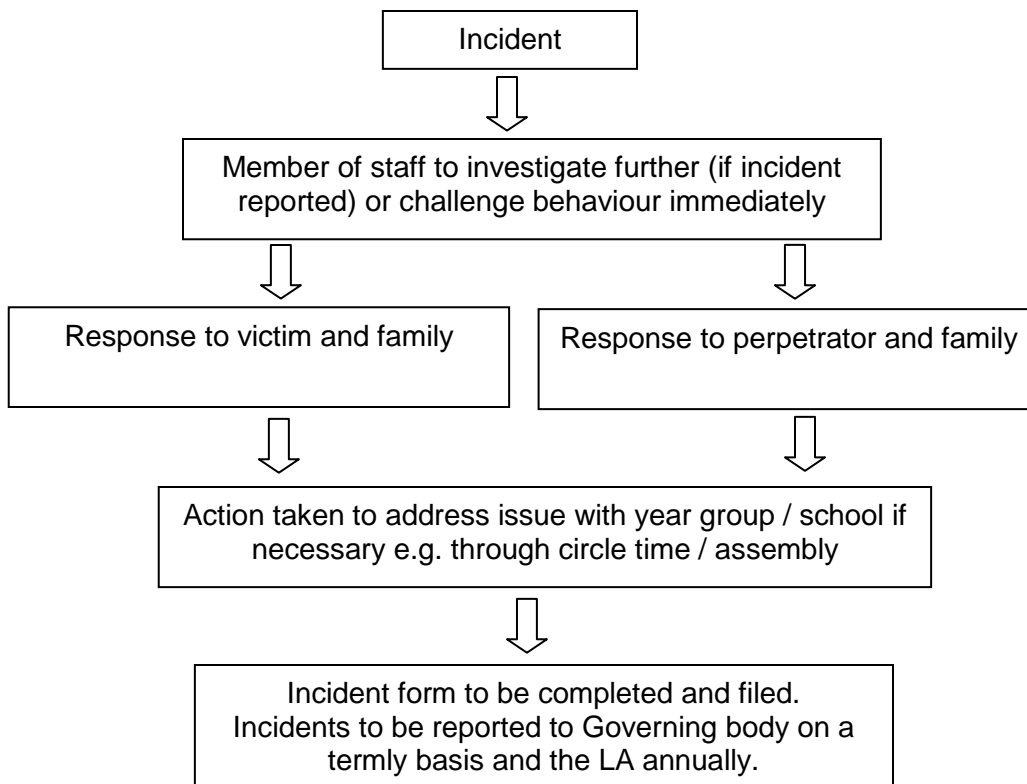 Incident
Member of staff to investigate further (if incident
reported) or challenge behaviour immediately
Response to victim and family
Response to perpetrator and family
Action taken to address issue with year group / school if
necessary e.g. through circle time / assembly
Incident form to be completed and filed.
Incidents to be reported to Governing body on a
termly basis and the LA annually.